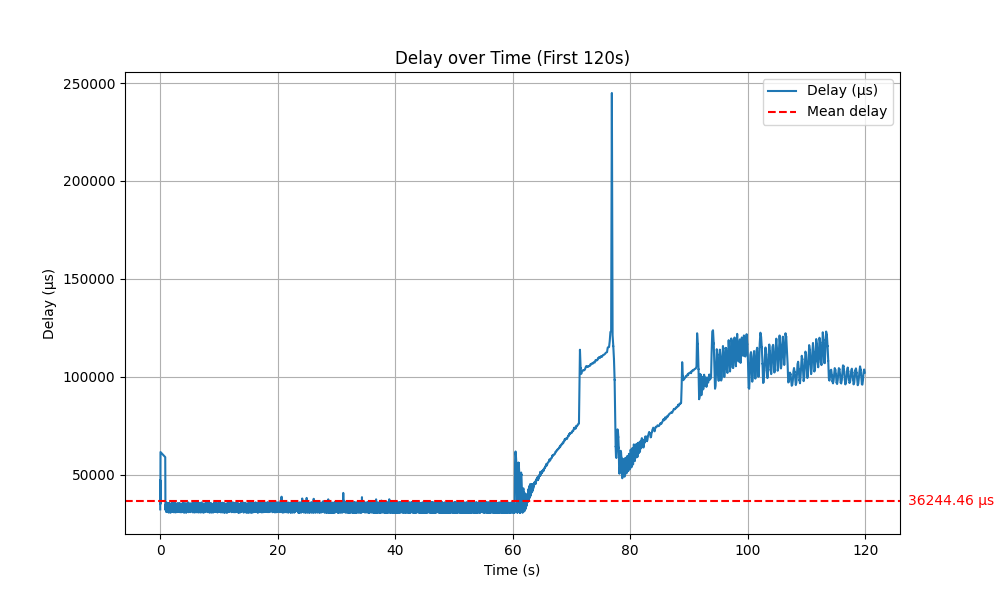 Delay over Time (First 120s)
250000
200000
150000
100000
50000
Delay (µs)
Delay (µs)
Mean delay
36244.46 µs
0 20 40 60 80 100 120
Time (s)